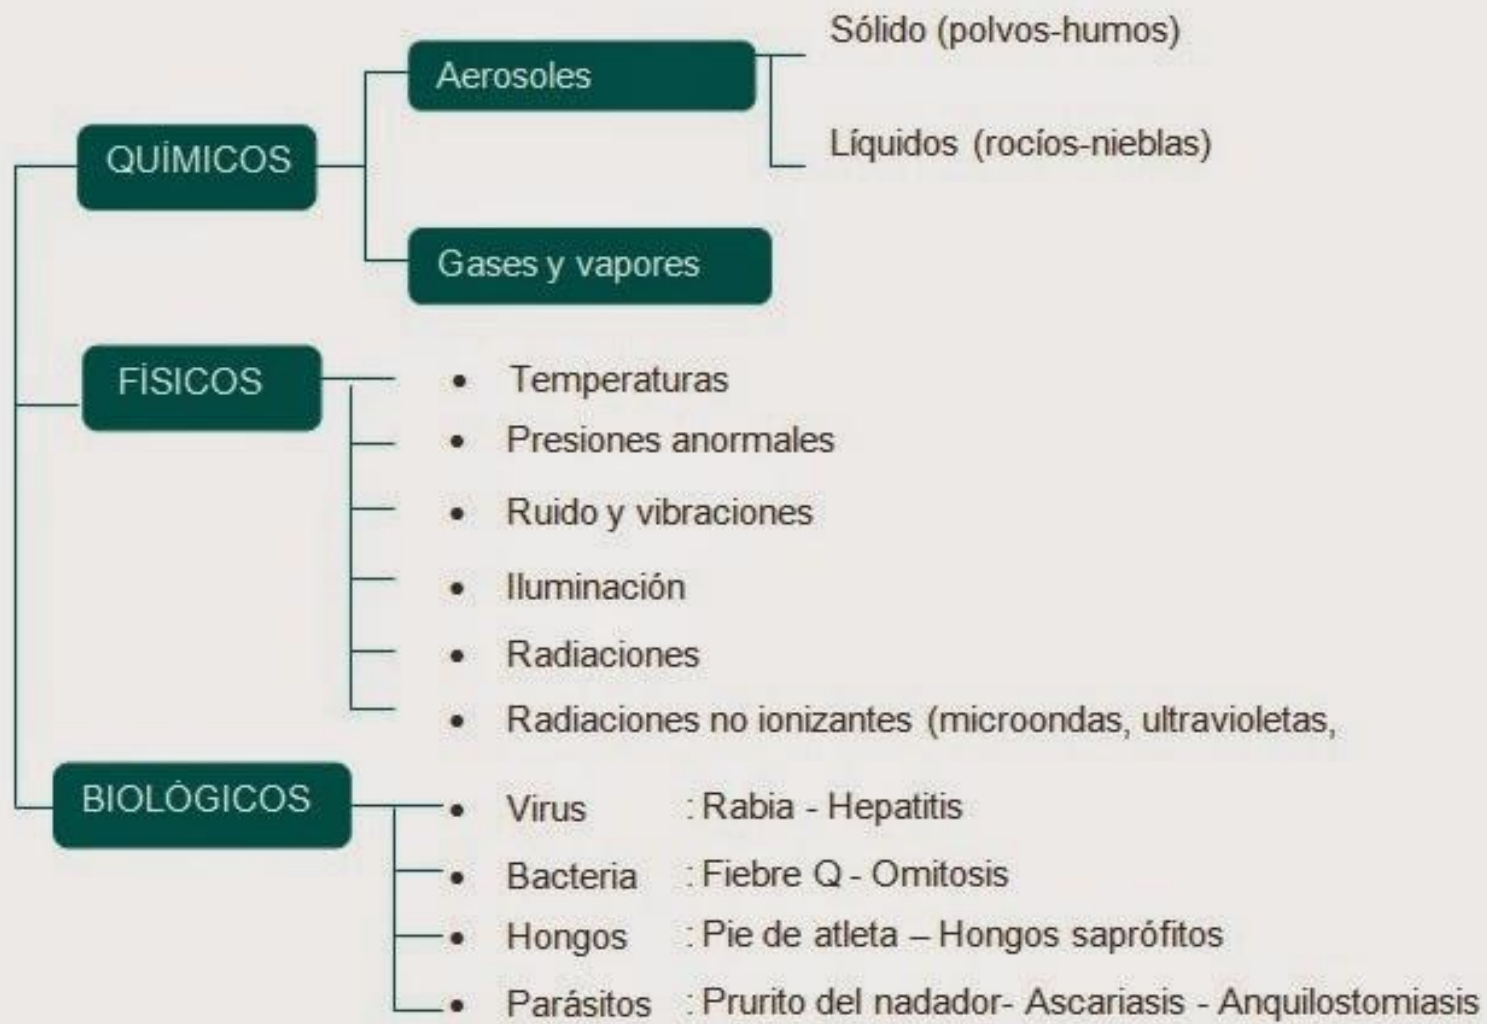 Sólido (polvos-humos)
Aerosoles
Líquidos (rocíos-nieblas)
QUÍMICOS
Gases y vapores
FÍSICOS
• Temperaturas
• Presiones anormales
• Ruido y vibraciones
• Iluminación
• Radiaciones
• Radiaciones no ionizantes (microondas, ultravioletas,
BIOLÓGICOS
• Virus : Rabia - Hepatitis
• Bacteria : Fiebre Q - Omitosis
• Hongos : Pie de atleta – Hongos saprófitos
• Parásitos : Prurito del nadador- Ascariasis - Anquilostomiasis